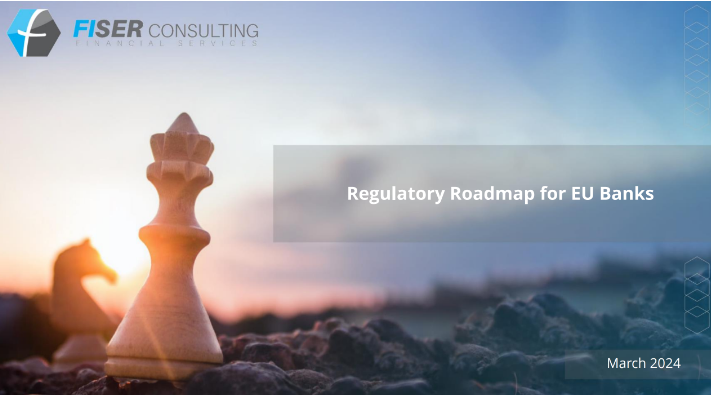 FISER CONSULTING
FINANCIAL SERVICES
Regulatory Roadmap for EU Banks
March 2024